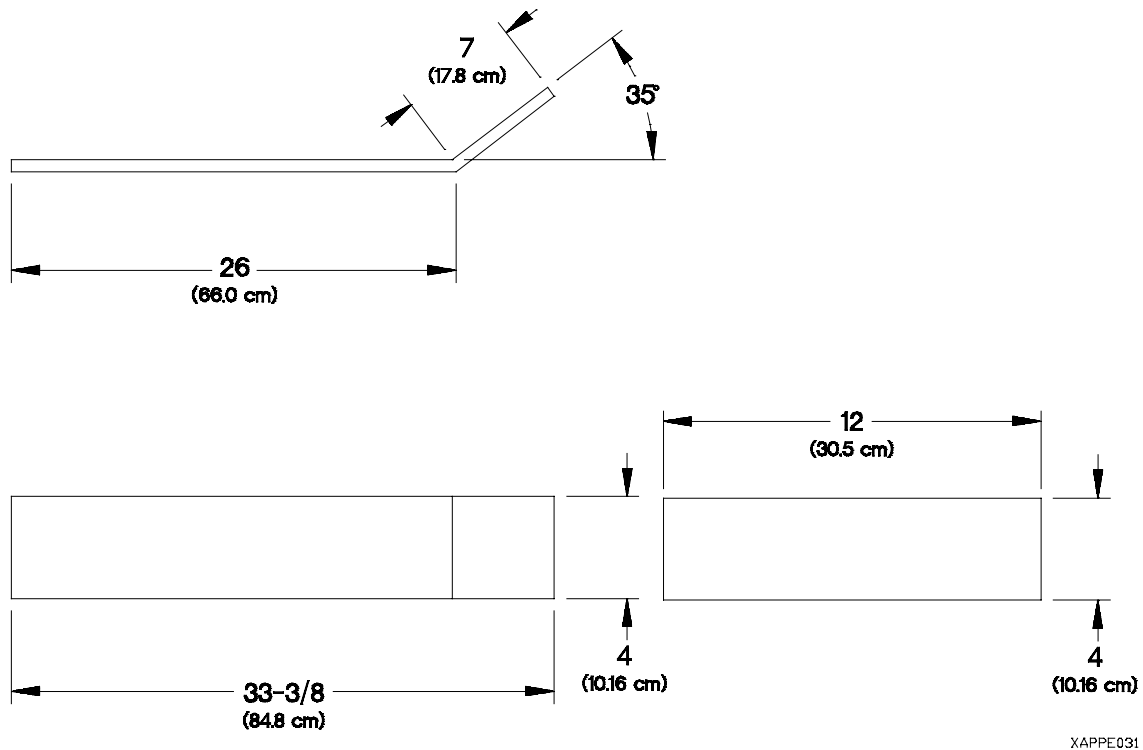 7
(17.8 cm)
35°
26
(66.0 cm)
12
(30.5 cm)
4
(10.16 cm)
4
(10.16 cm)
33-3/8
(84.8 cm)
XAPPE031